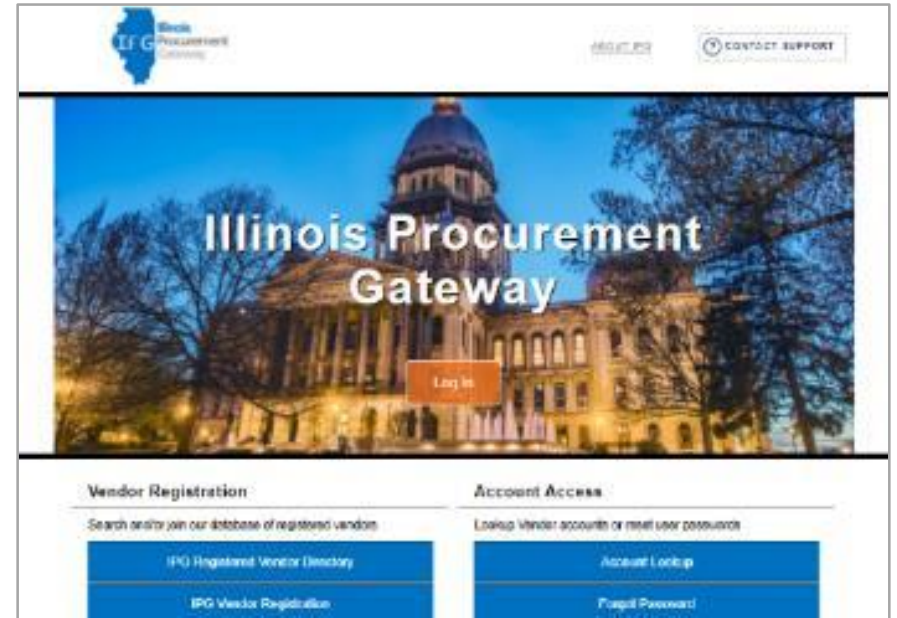 Illinois
Procurement
Gateway
ABOUT IPG
CONTACT SUPPORT
Illinois Procurement
Gateway
Log In
Vendor Registration
Account Access
Search and/or join our database of registered vendors
Lookup Vendor accounts or reset user passwords
IPG Registered Vendor Directory
Account Lookup
IPG Vendor Registration
Forgot Password